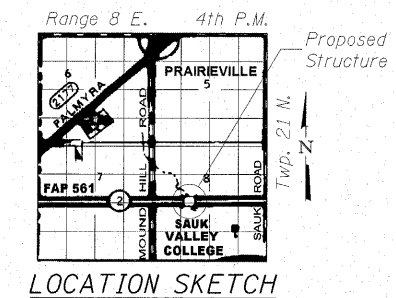 Range 8 E. 4th P.M.
Proposed
Structure
PRAIRIEVILLE
6
5
2177
PALMYRA
MOUND HILL ROAD
Twp. 21 N.
N
7
8
FAP 561
2
SAUK ROAD
SAUK
VALLEY
COLLEGE
LOCATION SKETCH